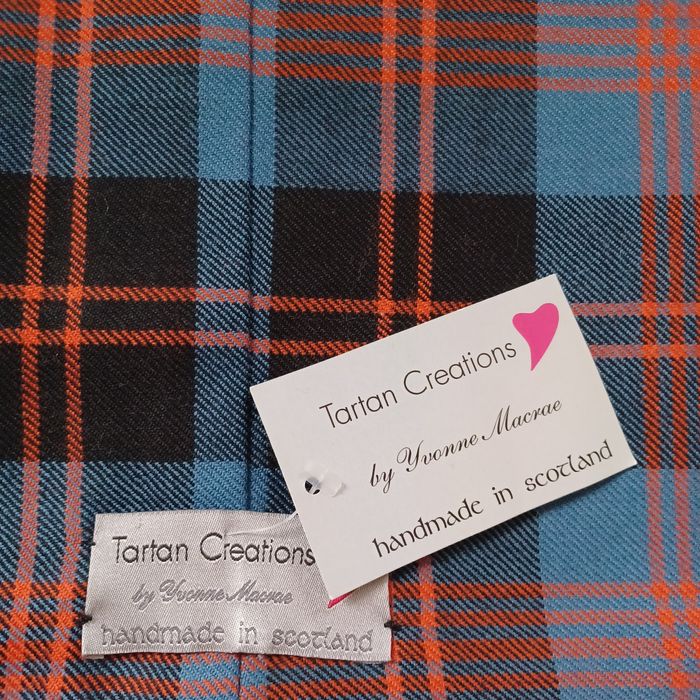 Tartan Creations
by Yvonne Macrae
handmade in scotland
Tartan Creations
by Yvonne Macrae
handmade in scotland